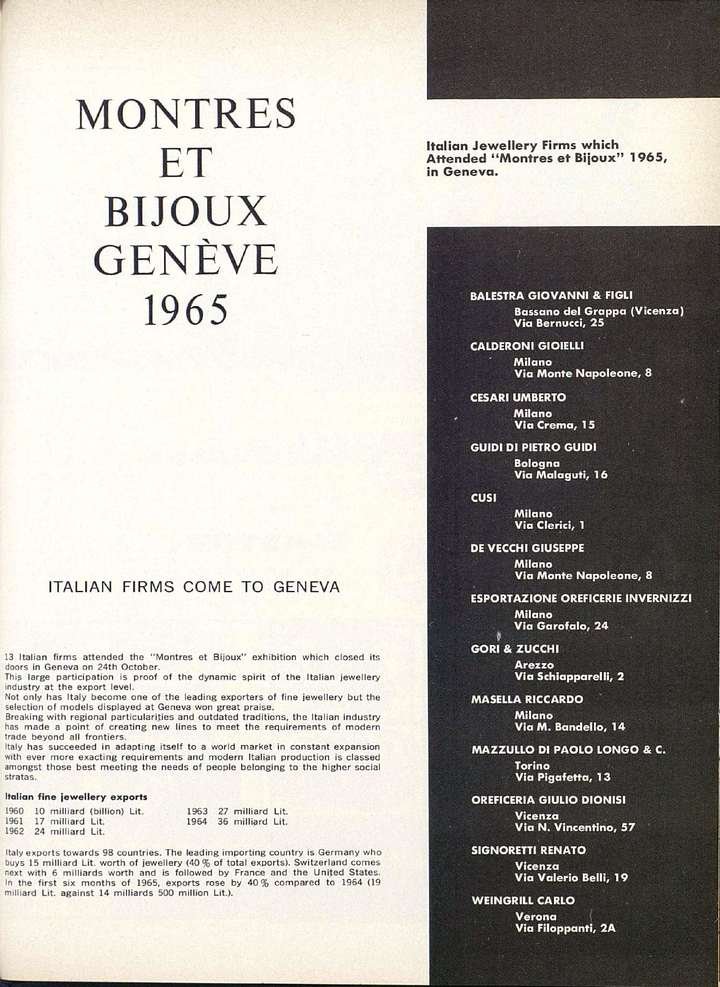 MONTRES
ET
BIJOUX
GENÈVE
1965
ITALIAN FIRMS COME TO GENEVA
13 Italian firms attended the "Montres et Bijoux" exhibition which closed its
doors in Geneva on 24th October.
This large participation is proof of the dynamic spirit of the Italian jewellery
industry at the export level.
Not only has Italy become one of the leading exporters of fine jewellery but the
selection of models displayed at Geneva won great praise.
Breaking with regional particularities and outdated traditions, the Italian industry
has made a point of creating new lines to meet the requirements of modern
trade beyond all frontiers.
Italy has succeeded in adapting itself to a world market in constant expansion
with ever more exacting requirements and modern Italian production is classed
amongst those best meeting the needs of people belonging to the higher social
stratas.
Italian fine jewellery exports
1960 10 milliard (billion) Lit. 1963 27 milliard Lit.
1961 17 milliard Lit. 1964 36 milliard Lit.
1962 24 milliard Lit.
Italy exports towards 98 countries. The leading importing country is Germany who
buys 15 milliard Lit. worth of jewellery (40 % of total exports). Switzerland comes
next with 6 milliards worth and is followed by France and the United States.
In the first six months of 1965, exports rose by 40 % compared to 1964 (19
milliard Lit. against 14 milliards 500 million Lit.).
Italian Jewellery Firms which
Attended "Montres et Bijoux" 1965,
in Geneva.
BALESTRA GIOVANNI & FIGLI
Bassano del Grappa (Vicenza)
Via Bernucci, 25
CALDERONI GIOIELLI
Milano
Via Monte Napoleone, 8
CESARI UMBERTO
Milano
Via Crema, 15
GUIDI DI PIETRO GUIDI
Bologna
Via Malaguti, 16
CUSI
Milano
Via Clerici, 1
DE VECCHI GIUSEPPE
Milano
Via Monte Napoleone, 8
ESPORTAZIONE OREFICERIE INVERNIZZI
Milano
Via Garofalo, 24
GORI & ZUCCHI
Arezzo
Via Schiapparelli, 2
MASELLA RICCARDO
Milano
Via M. Bandello, 14
MAZZULLO DI PAOLO LONGO & C.
Torino
Via Pigafetta, 13
OREFICERIA GIULIO DIONISI
Vicenza
Via N. Vincentino, 57
SIGNORETTI RENATO
Vicenza
Via Valerio Belli, 19
WEINGRILL CARLO
Verona
Via Filoppanti, 2A